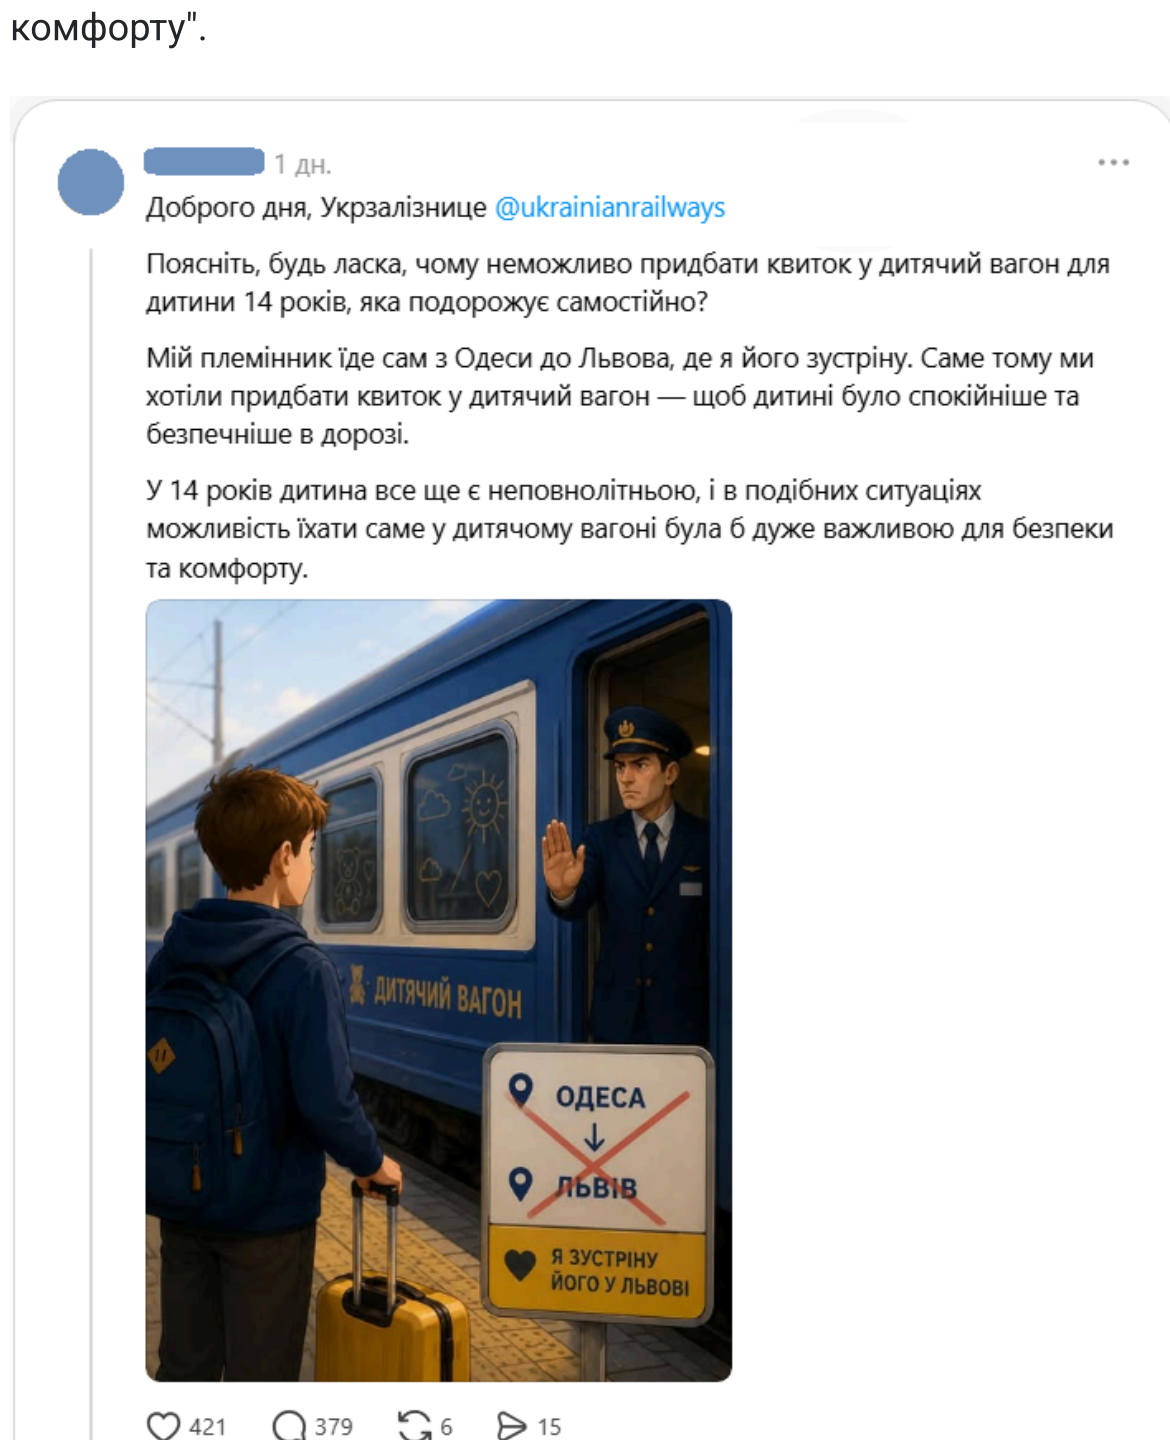 комфорту".
1 дн.
Доброго дня, Укрзалізнице @ukrainianrailways
Поясніть, будь ласка, чому неможливо придбати квиток у дитячий вагон для
дитини 14 років, яка подорожує самостійно?
Мій племінник їде сам з Одеси до Львова, де я його зустріну. Саме тому ми
хотіли придбати квиток у дитячий вагон — щоб дитині було спокійніше та
безпечніше в дорозі.
У 14 років дитина все ще є неповнолітньою, і в подібних ситуаціях
можливість їхати саме у дитячому вагоні була б дуже важливою для безпеки
та комфорту.
ДИТЯЧИЙ ВАГОН
ОДЕСА
ЛЬВІВ
Я ЗУСТРІНУ
ЙОГО У ЛЬВОВІ
421 379 6 15